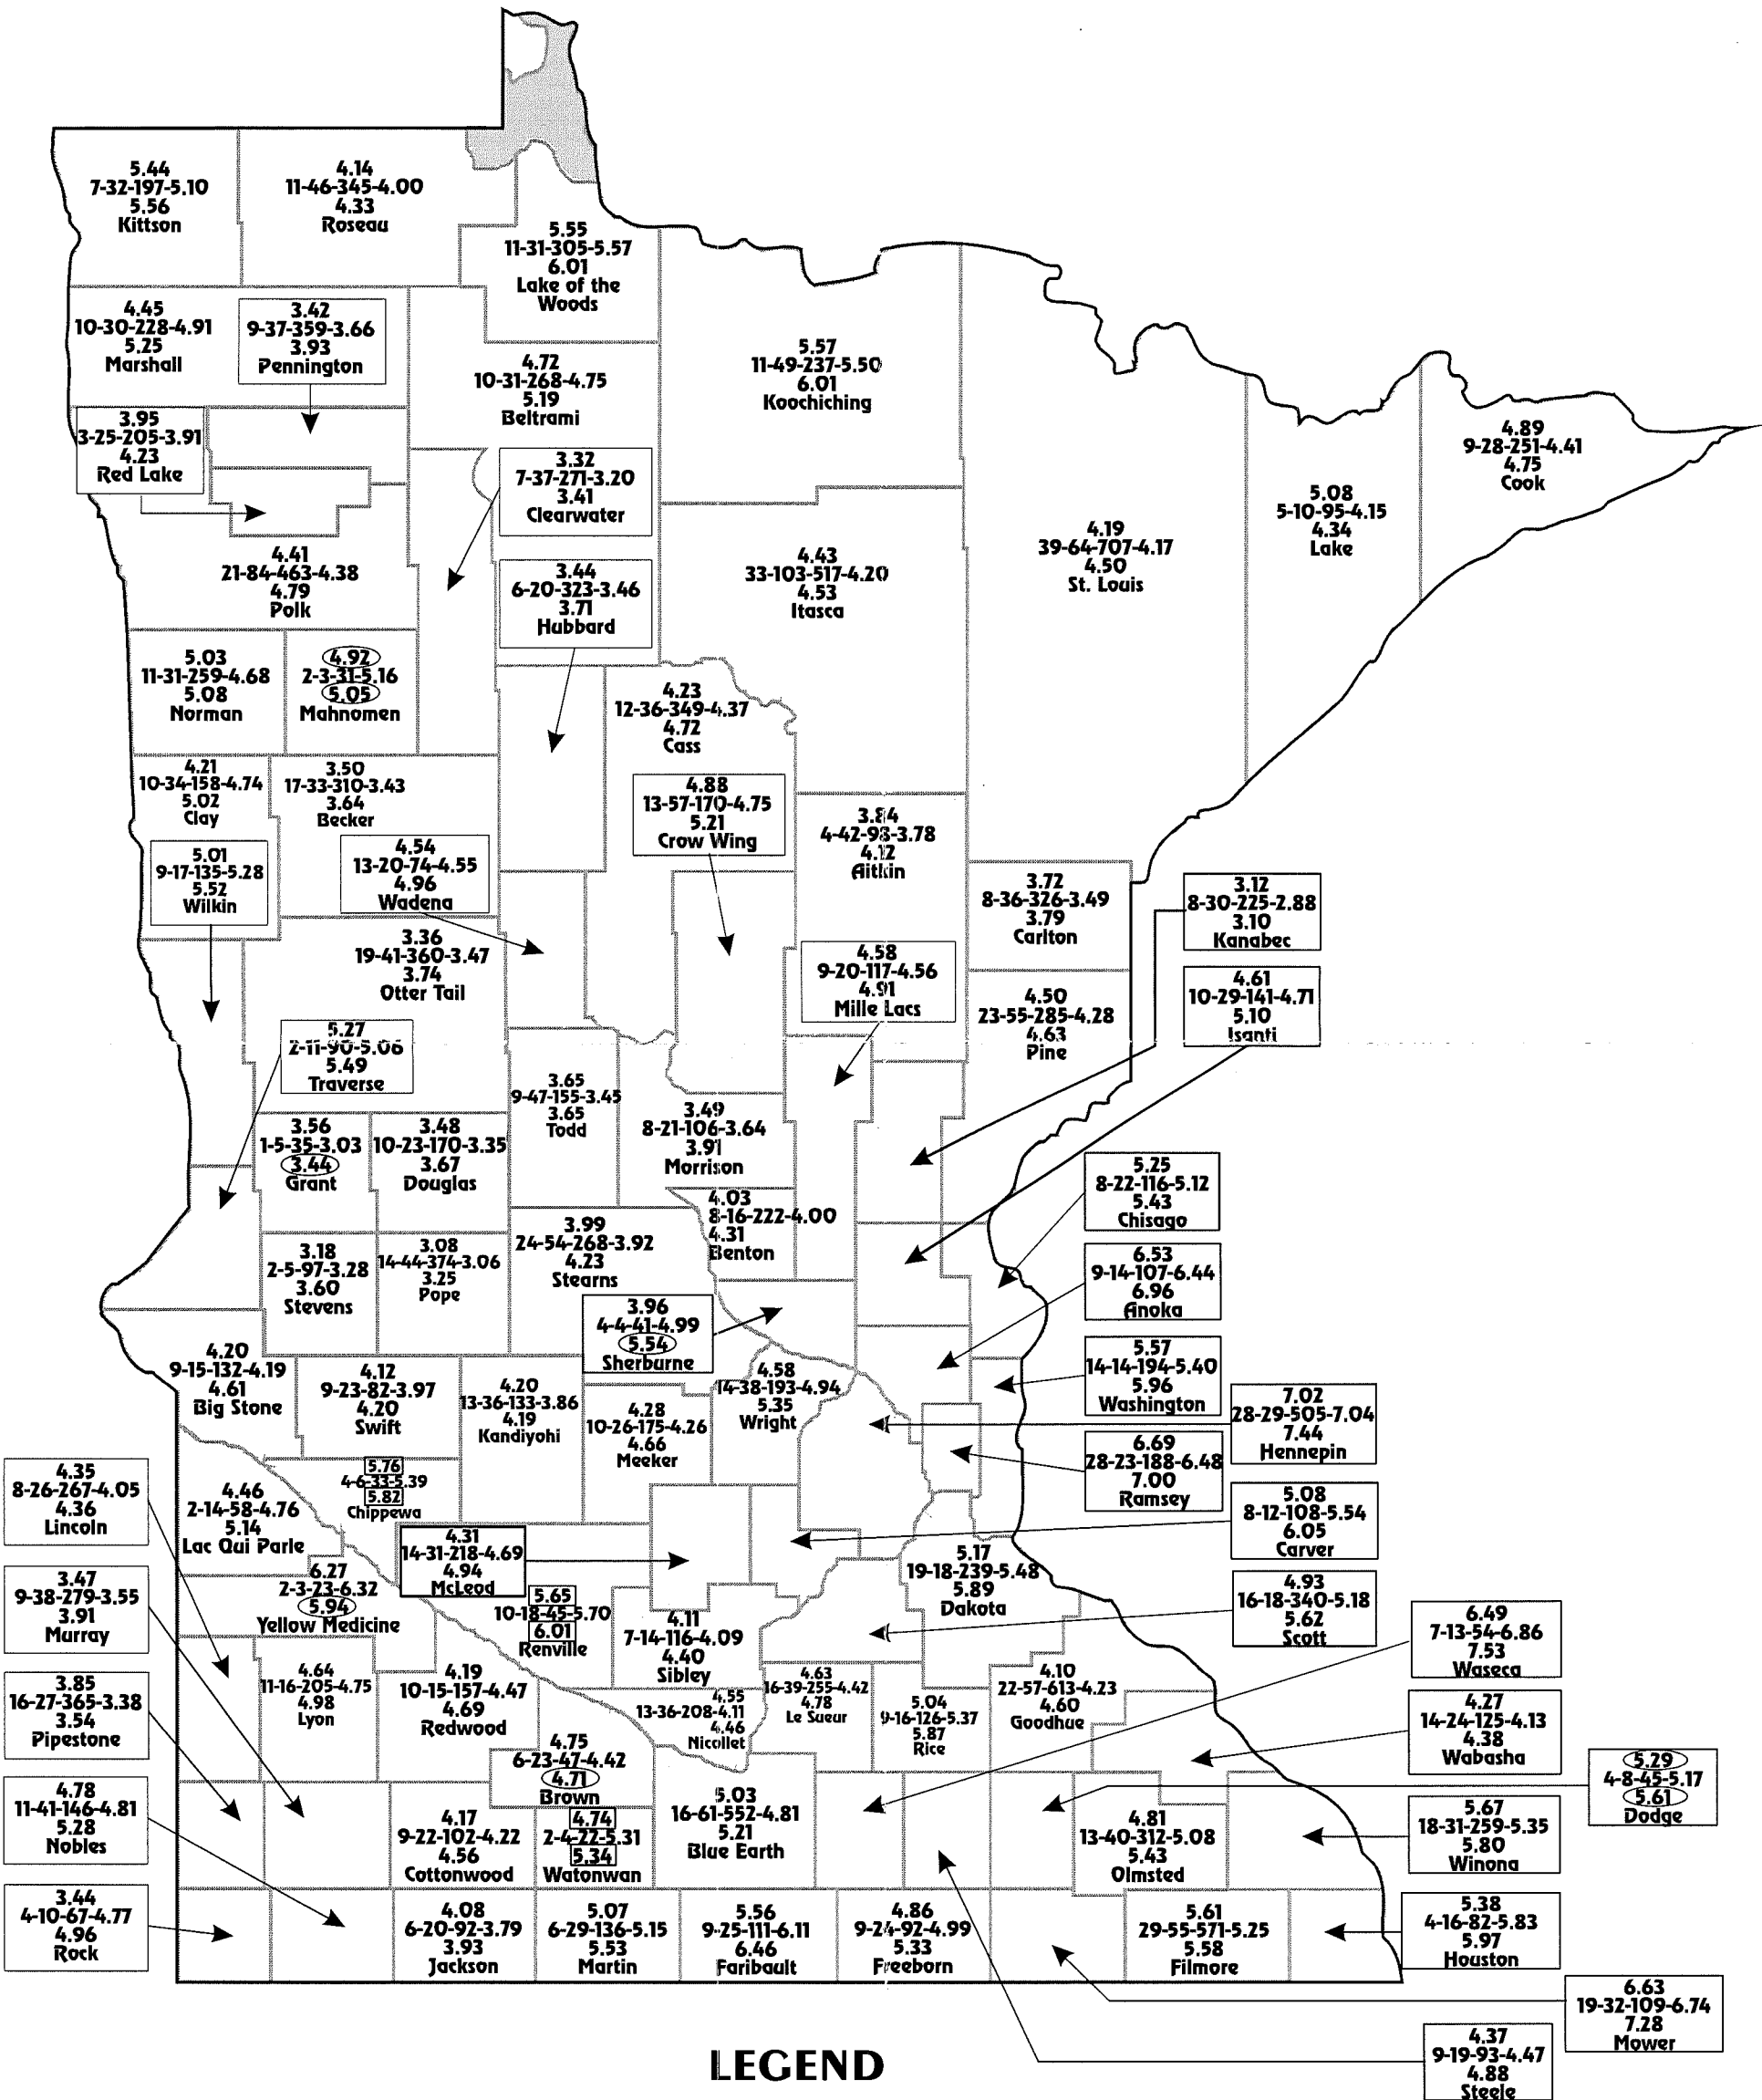 5.44
7-32-197-5.10
5.56
Kittson
4.14
11-46-345-4.00
4.33
Roseau
5.55
11-31-305-5.57
6.01
Lake of the
Woods
4.45
10-30-228-4.91
5.25
Marshall
3.42
9-37-359-3.66
3.93
Pennington
4.72
10-31-268-4.75
5.19
Beltrami
5.57
11-49-237-5.50
6.01
Koochiching
3.95
3-25-205-3.91
4.23
Red Lake
3.32
7-37-271-3.20
3.41
Clearwater
4.89
9-28-251-4.41
4.75
Cook
5.08
5-10-95-4.15
4.34
Lake
4.19
39-64-707-4.17
4.50
St. Louis
4.41
21-84-463-4.38
4.79
Polk
3.44
6-20-323-3.46
3.71
Hubbard
4.43
33-103-517-4.20
4.53
Itasca
5.03
11-31-259-4.68
5.08
Norman
4.92
2-3-31-5.16
5.05
Mahnomen
4.23
12-36-349-4.37
4.72
Cass
4.21
10-34-158-4.74
5.02
Clay
3.50
17-33-310-3.43
3.64
Becker
4.88
13-57-170-4.75
5.21
Crow Wing
3.84
4-42-98-3.78
4.12
Aitkin
5.01
9-17-135-5.28
5.52
Wilkin
4.54
13-20-74-4.55
4.96
Wadena
3.72
8-36-326-3.49
3.79
Carlton
3.12
8-30-225-2.88
3.10
Kanabec
3.36
19-41-360-3.47
3.74
Otter Tail
4.58
9-20-117-4.56
4.91
Mille Lacs
4.50
23-55-285-4.28
4.63
Pine
4.61
10-29-141-4.71
5.10
Isanti
5.27
2-11-90-5.06
5.49
Traverse
3.65
9-47-155-3.45
3.65
Todd
3.49
8-21-106-3.64
3.91
Morrison
3.56
1-5-35-3.03
3.44
Grant
3.48
10-23-170-3.35
3.67
Douglas
5.25
8-22-116-5.12
5.43
Chisago
4.03
8-16-222-4.00
4.31
Benton
3.99
24-54-268-3.92
4.23
Stearns
3.18
2-5-97-3.28
3.60
Stevens
3.08
14-44-374-3.06
3.25
Pope
6.53
9-14-107-6.44
6.96
Anoka
3.96
4-4-41-4.99
5.54
Sherburne
5.57
14-14-194-5.40
5.96
Washington
4.20
9-15-132-4.19
4.61
Big Stone
4.12
9-23-82-3.97
4.20
Swift
4.20
13-36-133-3.86
4.19
Kandiyohi
4.28
10-26-175-4.26
4.66
Meeker
4.58
14-38-193-4.94
5.35
Wright
7.02
28-29-505-7.04
7.44
Hennepin
6.69
28-23-188-6.48
7.00
Ramsey
4.35
8-26-267-4.05
4.36
Lincoln
4.46
2-14-58-4.76
5.14
Lac Qui Parle
5.76
4-6-33-5.39
5.82
Chippewa
5.08
8-12-108-5.54
6.05
Carver
4.31
14-31-218-4.69
4.94
McLeod
3.47
9-38-279-3.55
3.91
Murray
6.27
2-3-23-6.32
5.94
Yellow Medicine
5.65
10-18-45-5.70
6.01
Renville
5.17
19-18-239-5.48
5.89
Dakota
4.93
16-18-340-5.18
5.62
Scott
4.11
7-14-116-4.09
4.40
Sibley
6.49
7-13-54-6.86
7.53
Waseca
3.85
16-27-365-3.38
3.54
Pipestone
4.64
11-16-205-4.75
4.98
Lyon
4.19
10-15-157-4.47
4.69
Redwood
4.55
13-36-208-4.11
4.46
Nicollet
4.63
16-39-255-4.42
4.78
Le Sueur
5.04
9-16-126-5.37
5.87
Rice
4.10
22-57-613-4.23
4.60
Goodhue
4.27
14-24-125-4.13
4.38
Wabasha
4.75
6-23-47-4.42
4.71
Brown
5.29
4-8-45-5.17
5.61
Dodge
4.78
11-41-146-4.81
5.28
Nobles
4.17
9-22-102-4.22
4.56
Cottonwood
4.74
2-4-22-5.31
5.34
Watonwan
5.03
16-61-552-4.81
5.21
Blue Earth
4.81
13-40-312-5.08
5.43
Olmsted
5.67
18-31-259-5.35
5.80
Winona
3.44
4-10-67-4.77
4.96
Rock
4.08
6-20-92-3.79
3.93
Jackson
5.07
6-29-136-5.15
5.53
Martin
5.56
9-25-111-6.11
6.46
Faribault
4.86
9-24-92-4.99
5.33
Freeborn
5.61
29-55-571-5.25
5.58
Filmore
5.38
4-16-82-5.83
5.97
Houston
6.63
19-32-109-6.74
7.28
Mower
4.37
9-19-93-4.47
4.88
Steele
LEGEND